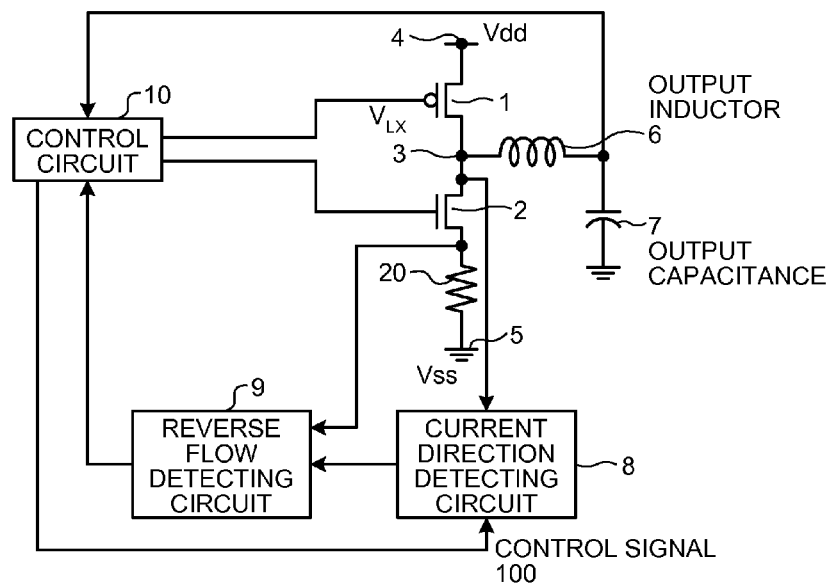 4
Vdd
10
CONTROL
CIRCUIT
VLX
1
OUTPUT
INDUCTOR
6
3
2
7
OUTPUT
CAPACITANCE
20
5
Vss
9
REVERSE
FLOW
DETECTING
CIRCUIT
CURRENT
DIRECTION
DETECTING
CIRCUIT
8
CONTROL SIGNAL
100